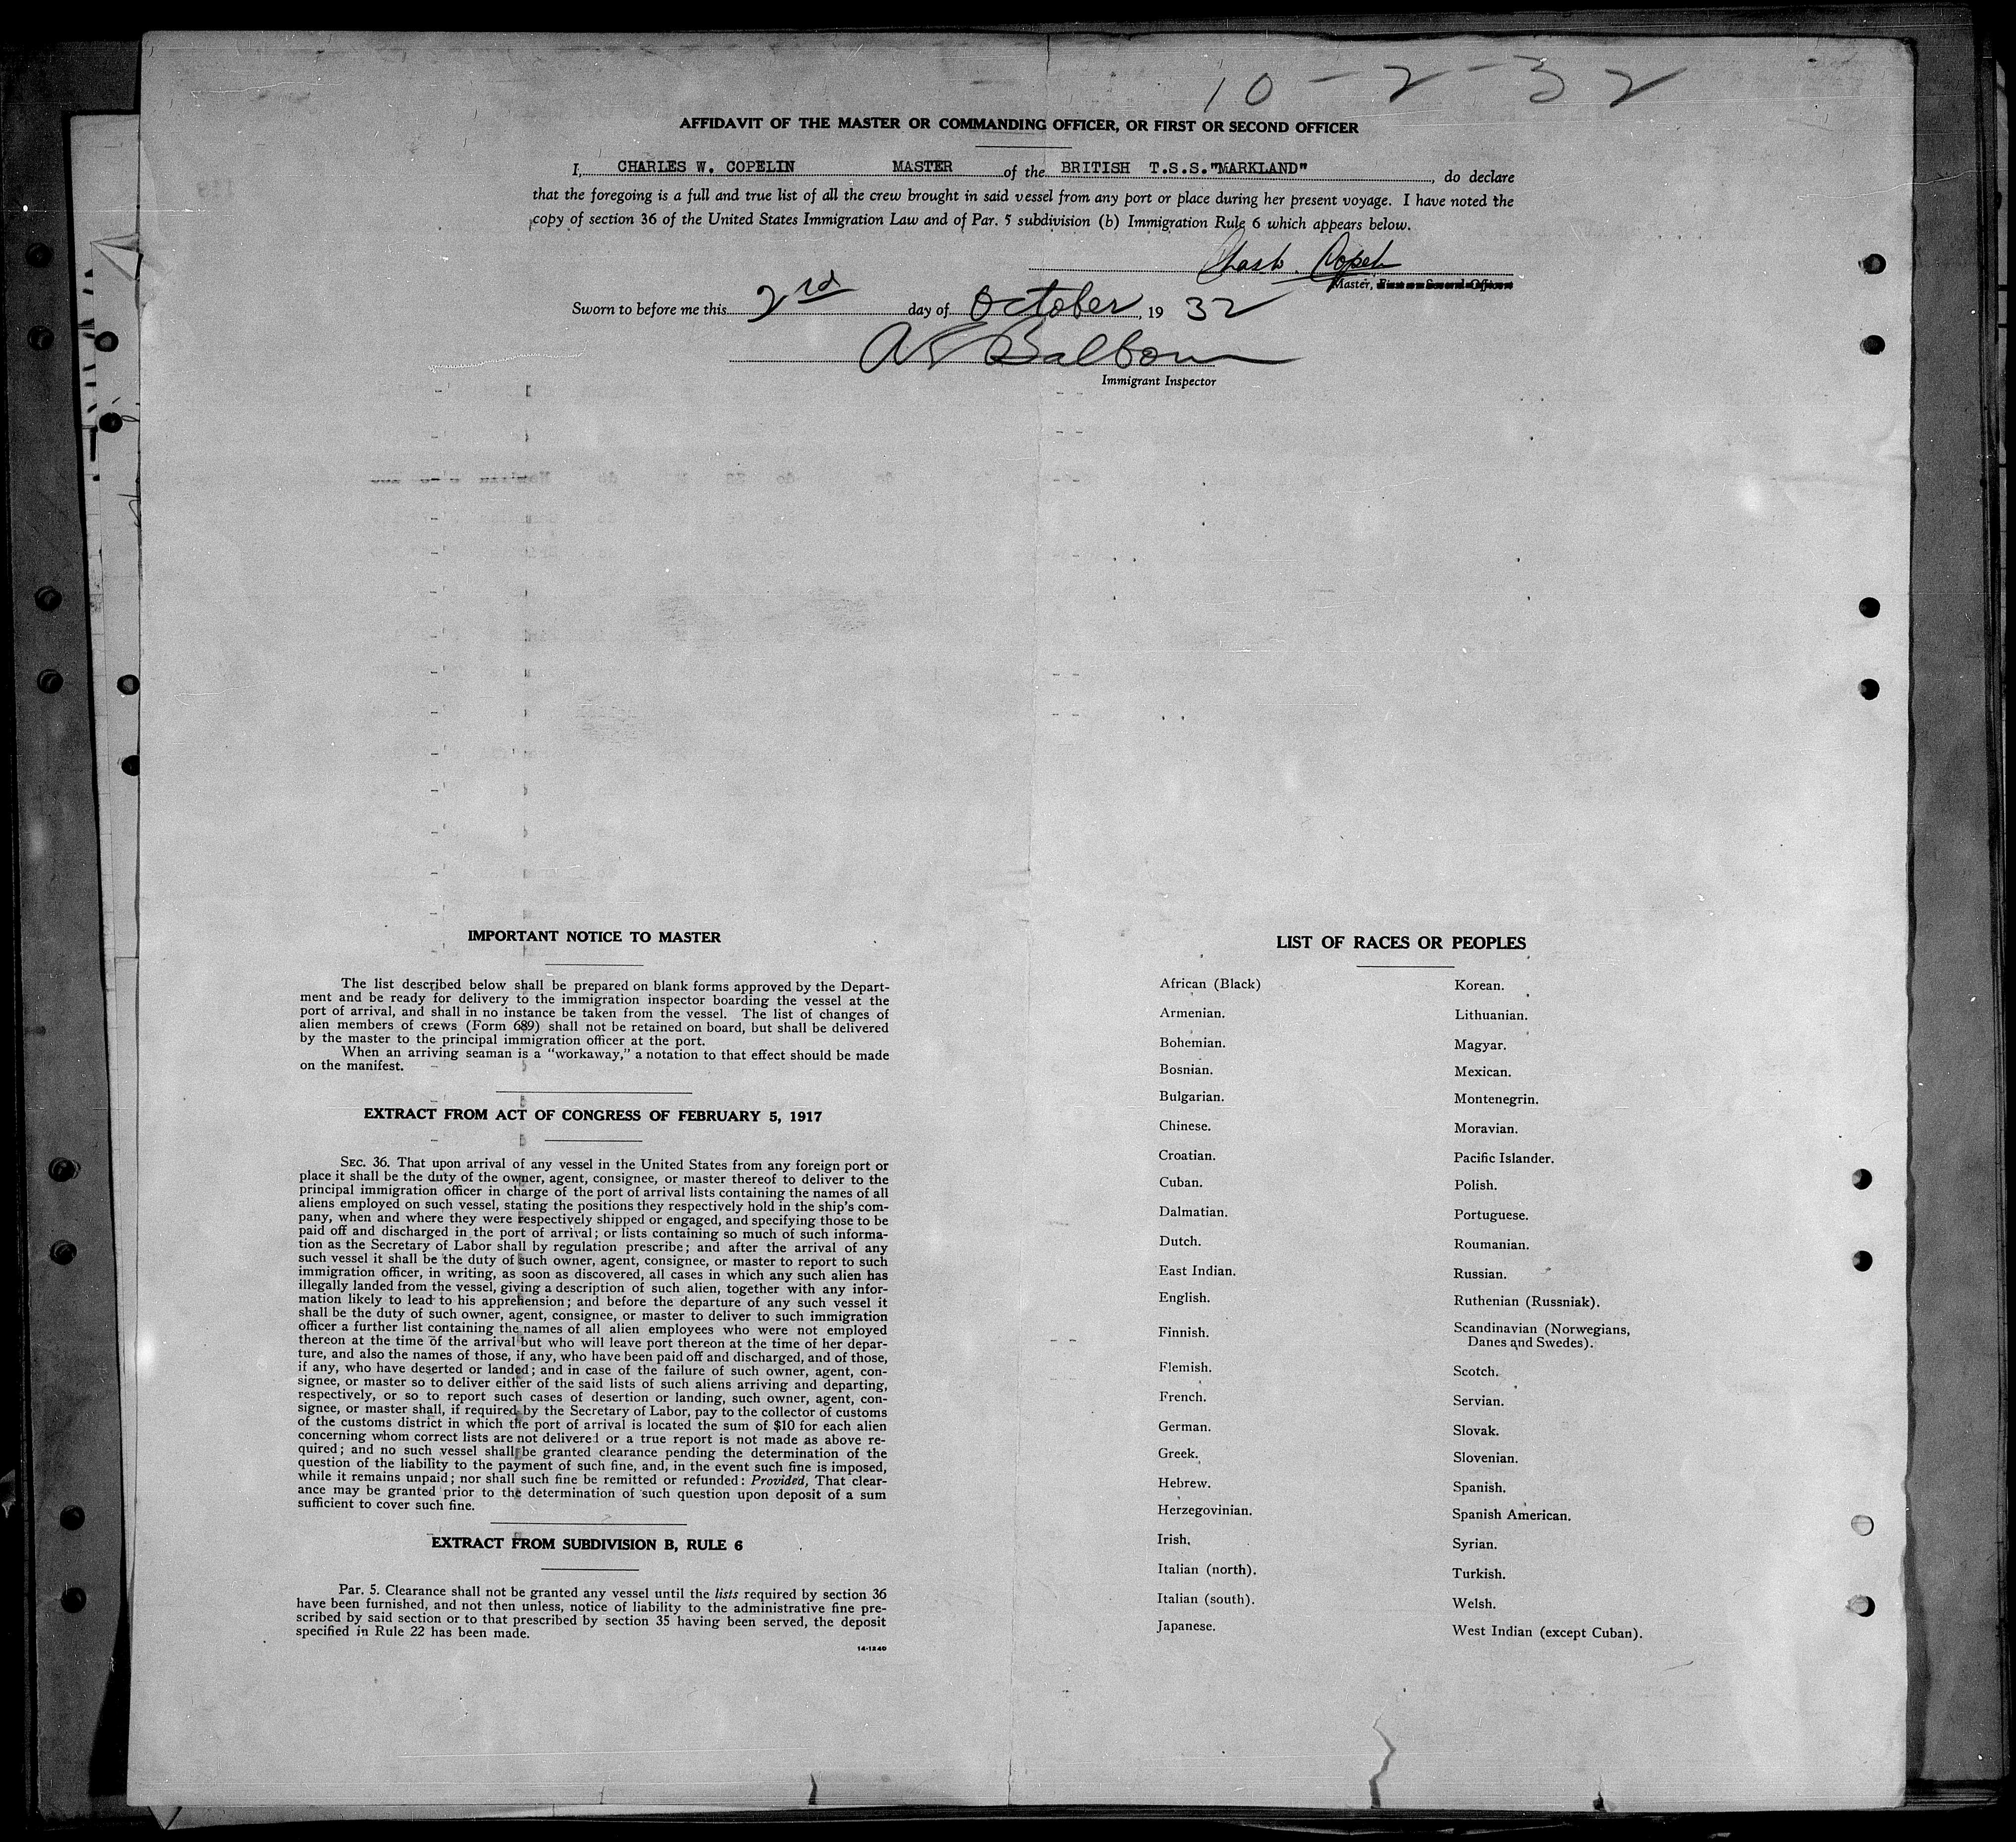 10-2-32
AFFIDAVIT OF THE MASTER OR COMMANDING OFFICER, OR FIRST OR SECOND OFFICER
I, CHARLES W. COPELIN MASTER of the BRITISH T.S.S."MARKLAND", do declare
that the foregoing is a full and true list of all the crew brought in said vessel from any port or place during her present voyage. I have noted the
copy of section 36 of the United States Immigration Law and of Par. 5 subdivision (b) Immigration Rule 6 which appears below.
Master, First or Second Officer
Sworn to before me this 2rd day of October, 19 32
Immigrant Inspector
IMPORTANT NOTICE TO MASTER
The list described below shall be prepared on blank forms approved by the Depart-
ment and be ready for delivery to the immigration inspector boarding the vessel at the
port of arrival, and shall in no instance be taken from the vessel. The list of changes of
alien members of crews (Form 689) shall not be retained on board, but shall be delivered
by the master to the principal immigration officer at the port.
When an arriving seaman is a "workaway," a notation to that effect should be made
on the manifest.
EXTRACT FROM ACT OF CONGRESS OF FEBRUARY 5, 1917
SEC. 36. That upon arrival of any vessel in the United States from any foreign port or
place it shall be the duty of the owner, agent, consignee, or master thereof to deliver to the
principal immigration officer in charge of the port of arrival lists containing the names of all
aliens employed on such vessel, stating the positions they respectively hold in the ship's com-
pany, when and where they were respectively shipped or engaged, and specifying those to be
paid off and discharged in the port of arrival; or lists containing so much of such informa-
tion as the Secretary of Labor shall by regulation prescribe; and after the arrival of any
such vessel it shall be the duty of such owner, agent, consignee, or master to report to such
immigration officer, in writing, as soon as discovered, all cases in which any such alien has
illegally landed from the vessel, giving a description of such alien, together with any infor-
mation likely to lead to his apprehension; and before the departure of any such vessel it
shall be the duty of such owner, agent, consignee, or master to deliver to such immigration
officer a further list containing the names of all alien employees who were not employed
thereon at the time of the arrival but who will leave port thereon at the time of her depar-
ture, and also the names of those, if any, who have been paid off and discharged, and of those,
if any, who have deserted or landed; and in case of the failure of such owner, agent, con-
signee, or master so to deliver either of the said lists of such aliens arriving and departing,
respectively, or so to report such cases of desertion or landing, such owner, agent, con-
signee, or master shall, if required by the Secretary of Labor, pay to the collector of customs
of the customs district in which the port of arrival is located the sum of $10 for each alien
concerning whom correct lists are not delivered or a true report is not made as above re-
quired; and no such vessel shall be granted clearance pending the determination of the
question of the liability to the payment of such fine, and, in the event such fine is imposed,
while it remains unpaid; nor shall such fine be remitted or refunded: Provided, That clear-
ance may be granted prior to the determination of such question upon deposit of a sum
sufficient to cover such fine.
EXTRACT FROM SUBDIVISION B, RULE 6
Par. 5. Clearance shall not be granted any vessel until the lists required by section 36
have been furnished, and not then unless, notice of liability to the administrative fine pre-
scribed by said section or to that prescribed by section 35 having been served, the deposit
specified in Rule 22 has been made.
14-1240
LIST OF RACES OR PEOPLES
African (Black)
Armenian.
Bohemian.
Bosnian.
Bulgarian.
Chinese.
Croatian.
Cuban.
Dalmatian.
Dutch.
East Indian.
English.
Finnish.
Flemish.
French.
German.
Greek.
Hebrew.
Herzegovinian.
Irish.
Italian (north).
Italian (south).
Japanese.
Korean.
Lithuanian.
Magyar.
Mexican.
Montenegrin.
Moravian.
Pacific Islander.
Polish.
Portuguese.
Roumanian.
Russian.
Ruthenian (Russniak).
Scandinavian (Norwegians,
Danes and Swedes).
Scotch.
Servian.
Slovak.
Slovenian.
Spanish.
Spanish American.
Syrian.
Turkish.
Welsh.
West Indian (except Cuban).